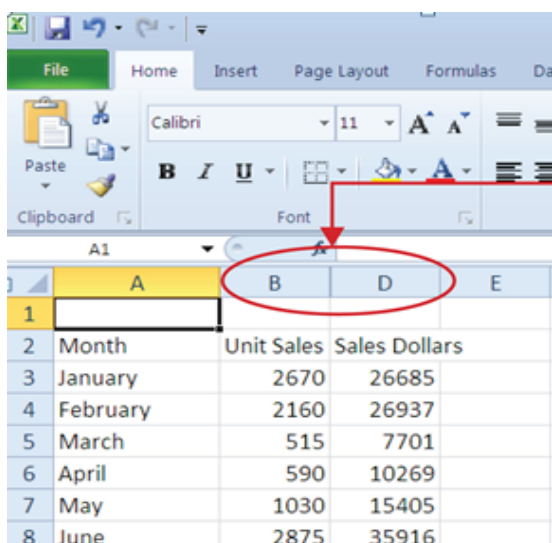 File Home Insert Page Layout Formulas Da
Calibri 11 A A
Paste B I U A
Clipboard Font
A1 fx
A B D E
1
2 Month Unit Sales Sales Dollars
3 January 2670 26685
4 February 2160 26937
5 March 515 7701
6 April 590 10269
7 May 1030 15405
8 June 2875 35916